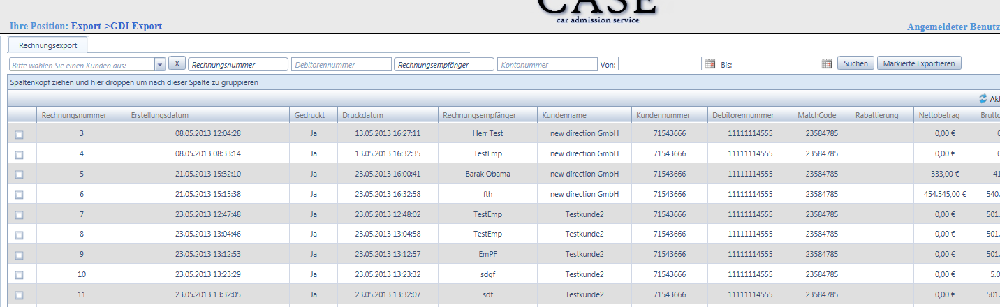 CASE
car admission service
Ihre Position: Export->GDI Export
Angemeldeter Benutz
Rechnungsexport
Bitte wählen Sie einen Kunden aus: X Rechnungsnummer Debitorennummer Rechnungsempfänger Kontonummer Von: Bis: Suchen Markierte Exportieren
Spaltenkopf ziehen und hier droppen um nach dieser Spalte zu gruppieren
Akt
Rechnungsnummer Erstellungsdatum Gedruckt Druckdatum Rechnungsempfänger Kundenname Kundennummer Debitorennummer MatchCode Rabattierung Nettobetrag Brutto
3 08.05.2013 12:04:28 Ja 13.05.2013 16:27:11 Herr Test new direction GmbH 71543666 11111114555 23584785 0,00 € 0
4 08.05.2013 08:33:14 Ja 13.05.2013 16:32:35 TestEmp new direction GmbH 71543666 11111114555 23584785 0,00 € 0
5 21.05.2013 15:32:10 Ja 23.05.2013 16:00:41 Barak Obama new direction GmbH 71543666 11111114555 23584785 333,00 € 41
6 21.05.2013 15:15:38 Ja 23.05.2013 16:32:58 fth new direction GmbH 71543666 11111114555 23584785 454.545,00 € 540.
7 23.05.2013 12:47:48 Ja 23.05.2013 12:48:02 TestEmp Testkunde2 71543666 11111114555 23584785 0,00 € 501.
8 23.05.2013 13:04:46 Ja 23.05.2013 13:04:58 TestEmp Testkunde2 71543666 11111114555 23584785 0,00 € 501.
9 23.05.2013 13:12:53 Ja 23.05.2013 13:12:57 EmPF Testkunde2 71543666 11111114555 23584785 0,00 € 501.
10 23.05.2013 13:23:29 Ja 23.05.2013 13:23:32 sdgf Testkunde2 71543666 11111114555 23584785 0,00 € 5.0
11 23.05.2013 13:32:05 Ja 23.05.2013 13:32:07 sdf Testkunde2 71543666 11111114555 23584785 0,00 € 501.